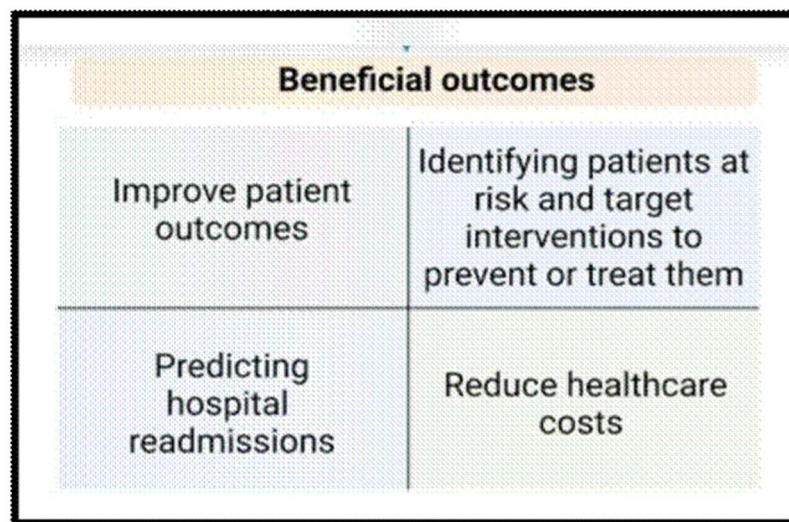 Beneficial outcomes
Improve patient
outcomes
Identifying patients at
risk and target
interventions to
prevent or treat them
Predicting
hospital
readmissions
Reduce healthcare
costs